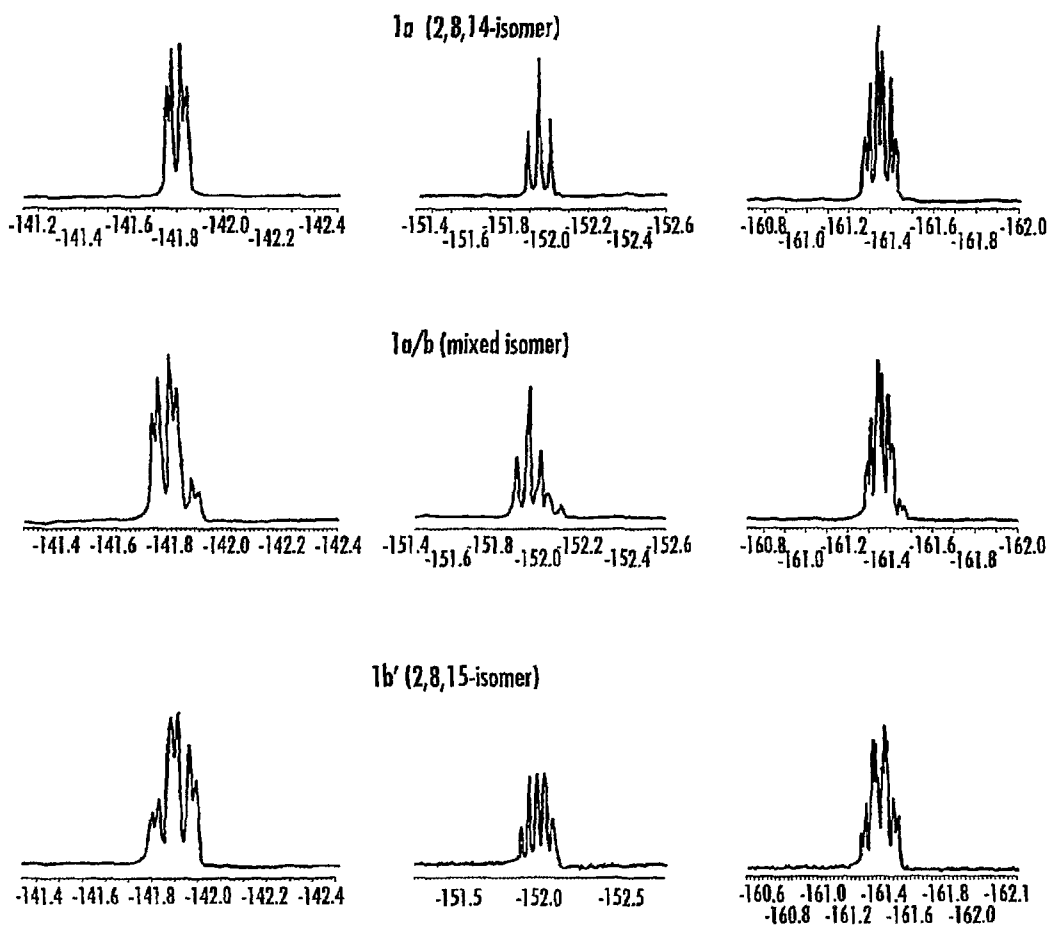 1a (2,8,14-isomer)
-141.2 -141.4 -141.6 -141.8 -142.0 -142.2 -142.4
-151.4 -151.6 -151.8 -152.0 -152.2 -152.4 -152.6
-160.8 -161.0 -161.2 -161.4 -161.6 -161.8 -162.0
1a/b (mixed isomer)
-141.4 -141.6 -141.8 -142.0 -142.2 -142.4
-151.4 -151.6 -151.8 -152.0 -152.2 -152.4 -152.6
-160.8 -161.0 -161.2 -161.4 -161.6 -161.8 -162.0
1b' (2,8,15-isomer)
-141.4 -141.6 -141.8 -142.0 -142.2 -142.4
-151.5 -152.0 -152.5
-160.6 -160.8 -161.0 -161.2 -161.4 -161.6 -161.8 -162.0 -162.1